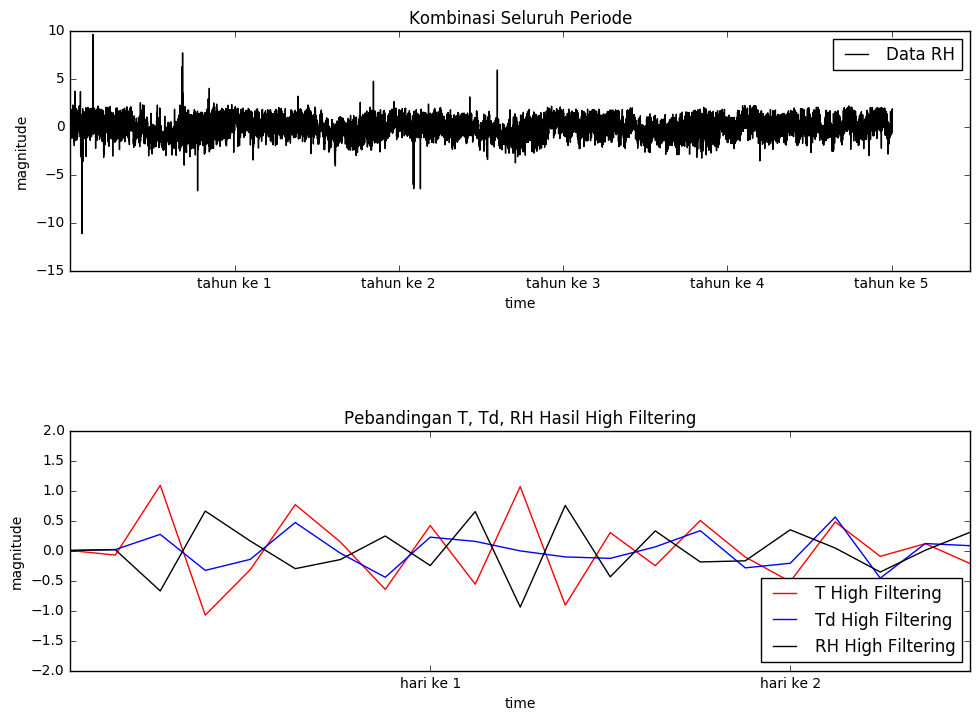 Kombinasi Seluruh Periode
10
5
0
−5
−10
−15
magnitude
Data RH
tahun ke 1
tahun ke 2
tahun ke 3
tahun ke 4
tahun ke 5
time
Pebandingan T, Td, RH Hasil High Filtering
2.0
1.5
1.0
0.5
0.0
−0.5
−1.0
−1.5
−2.0
magnitude
T High Filtering
Td High Filtering
RH High Filtering
hari ke 1
hari ke 2
time